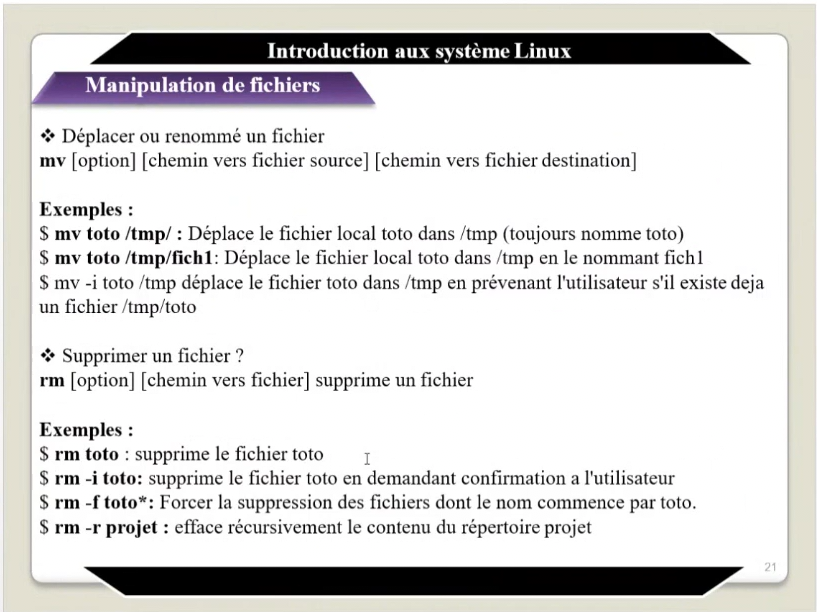 Introduction aux système Linux
Manipulation de fichiers
❖ Déplacer ou renommé un fichier
mv [option] [chemin vers fichier source] [chemin vers fichier destination]
Exemples :
$ mv toto /tmp/ : Déplace le fichier local toto dans /tmp (toujours nomme toto)
$ mv toto /tmp/fich1: Déplace le fichier local toto dans /tmp en le nommant fich1
$ mv -i toto /tmp déplace le fichier toto dans /tmp en prévenant l'utilisateur s'il existe deja
un fichier /tmp/toto
❖ Supprimer un fichier ?
rm [option] [chemin vers fichier] supprime un fichier
Exemples :
$ rm toto : supprime le fichier toto
$ rm -i toto: supprime le fichier toto en demandant confirmation a l'utilisateur
$ rm -f toto*: Forcer la suppression des fichiers dont le nom commence par toto.
$ rm -r projet : efface récursivement le contenu du répertoire projet
21